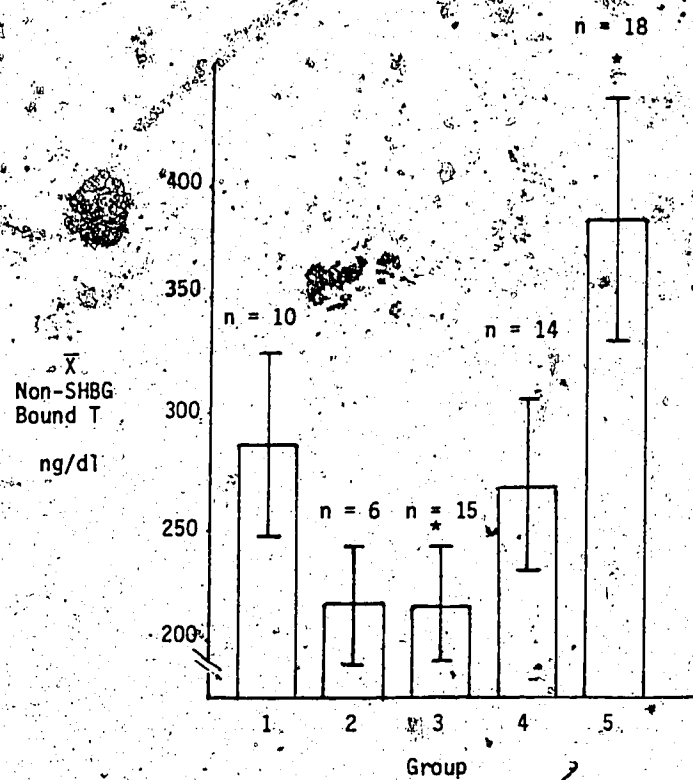 n = 18
*
400
350
n = 10
n = 14
X̅
Non-SHBG
Bound T
ng/dl
300
n = 6 n = 15
*
250
200
1 2 3 4 5
Group